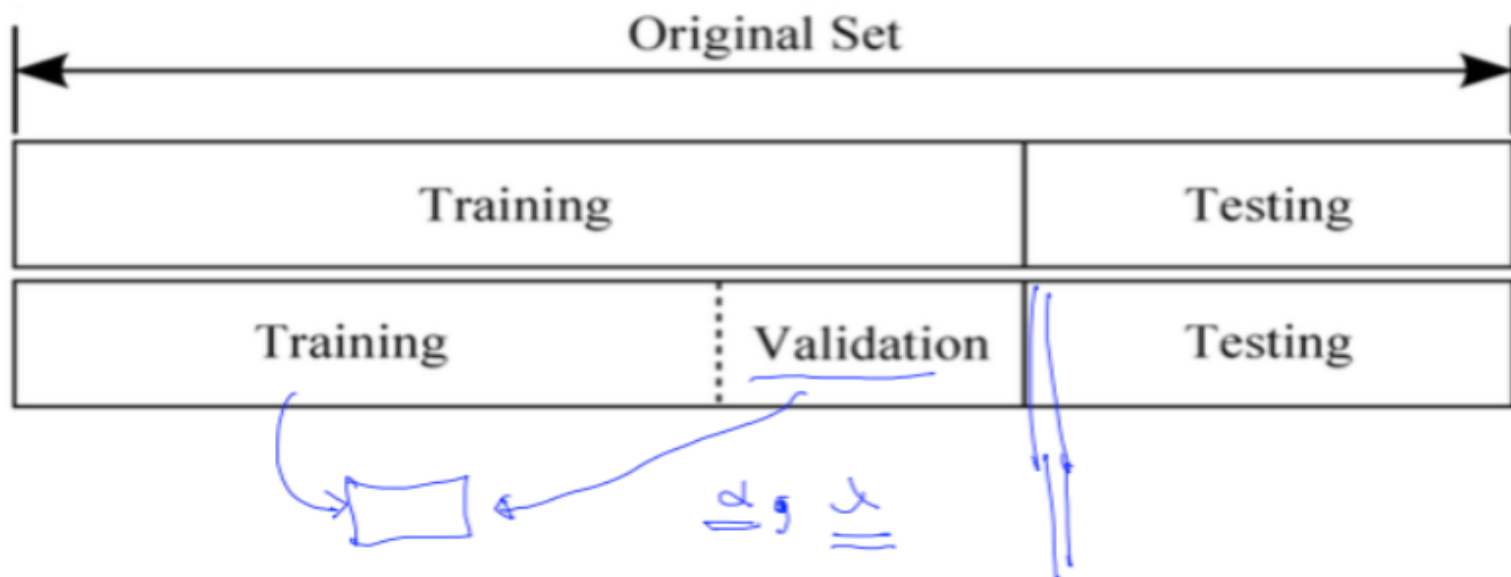 Original Set
Training Testing
Training Validation Testing
α, λ